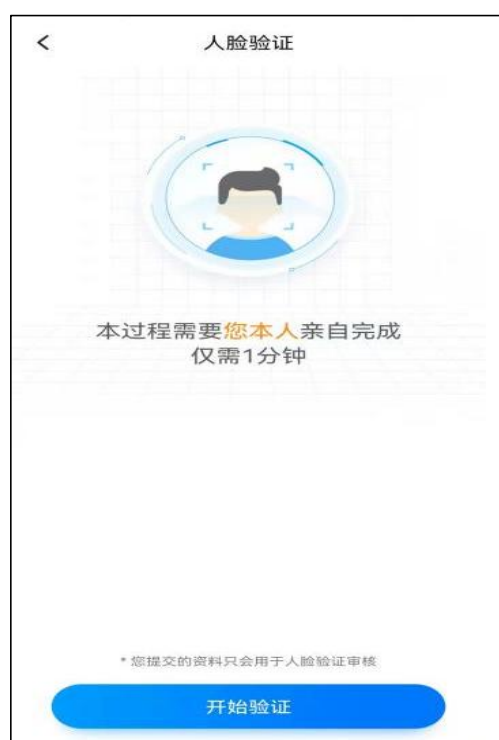 人脸验证
本过程需要您本人亲自完成
仅需1分钟
*您提交的资料只会用于人脸验证审核
开始验证